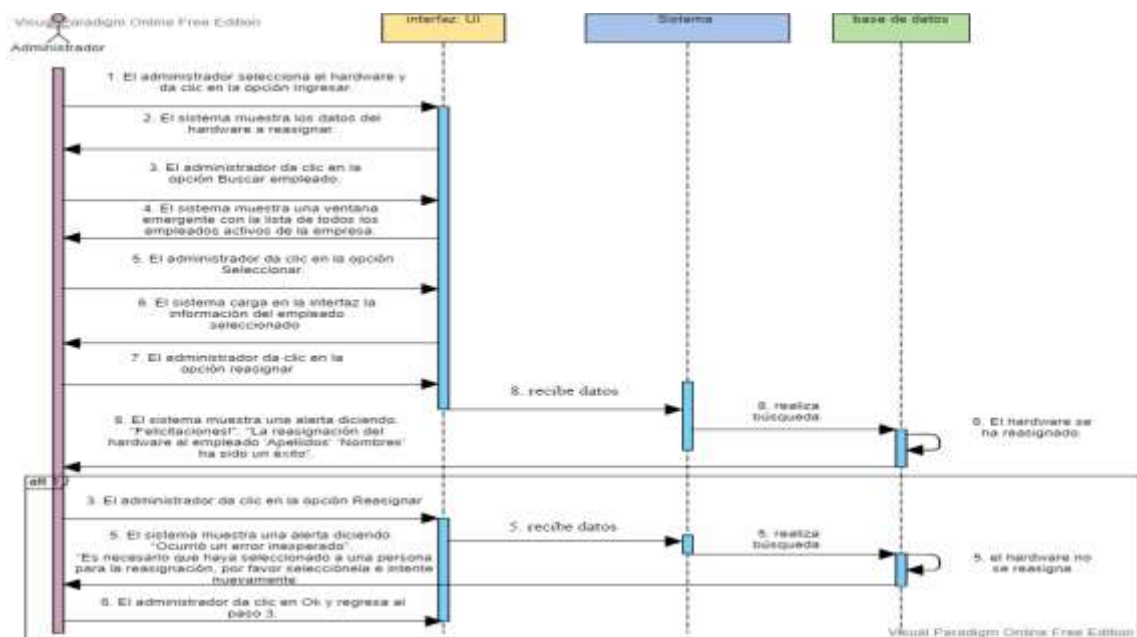 Visual Paradigm Online Free Edition
Administrador
interfaz: UI
Sistema
base de datos
1. El administrador selecciona el hardware y
da clic en la opción Ingresar.
2. El sistema muestra los datos del
hardware a reasignar.
3. El administrador da clic en la
opción Buscar empleado.
4. El sistema muestra una ventana
emergente con la lista de todos los
empleados activos de la empresa.
5. El administrador da clic en la opción
Seleccionar
6. El sistema carga en la interfaz la
información del empleado
seleccionado
7. El administrador da clic en la
opción reasignar
8. recibe datos
8. realiza
búsqueda
8. El hardware se
ha reasignado
8. El sistema muestra una alerta diciendo
"Felicitaciones!". "La reasignación del
hardware al empleado 'Apellidos' 'Nombres'
ha sido un éxito".
alt
3. El administrador da clic en la opción Reasignar
5. recibe datos
5. realiza
búsqueda
5. el hardware no
se reasigna
5. El sistema muestra una alerta diciendo
"Ocurrió un error inesperado".
"Es necesario que haya seleccionado a una persona
para la reasignación, por favor selecciónela e intente
nuevamente
6. El administrador da clic en Ok y regresa al
paso 3.
Visual Paradigm Online Free Edition